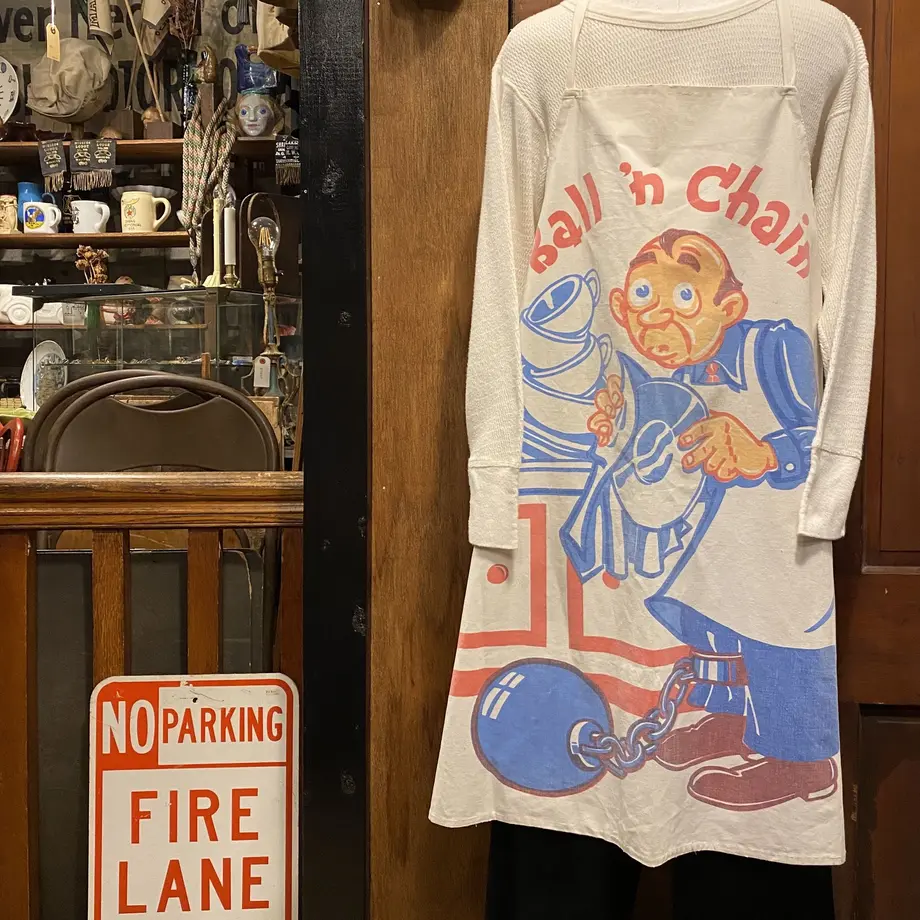 Ball 'n Chain
NO PARKING
FIRE
LANE